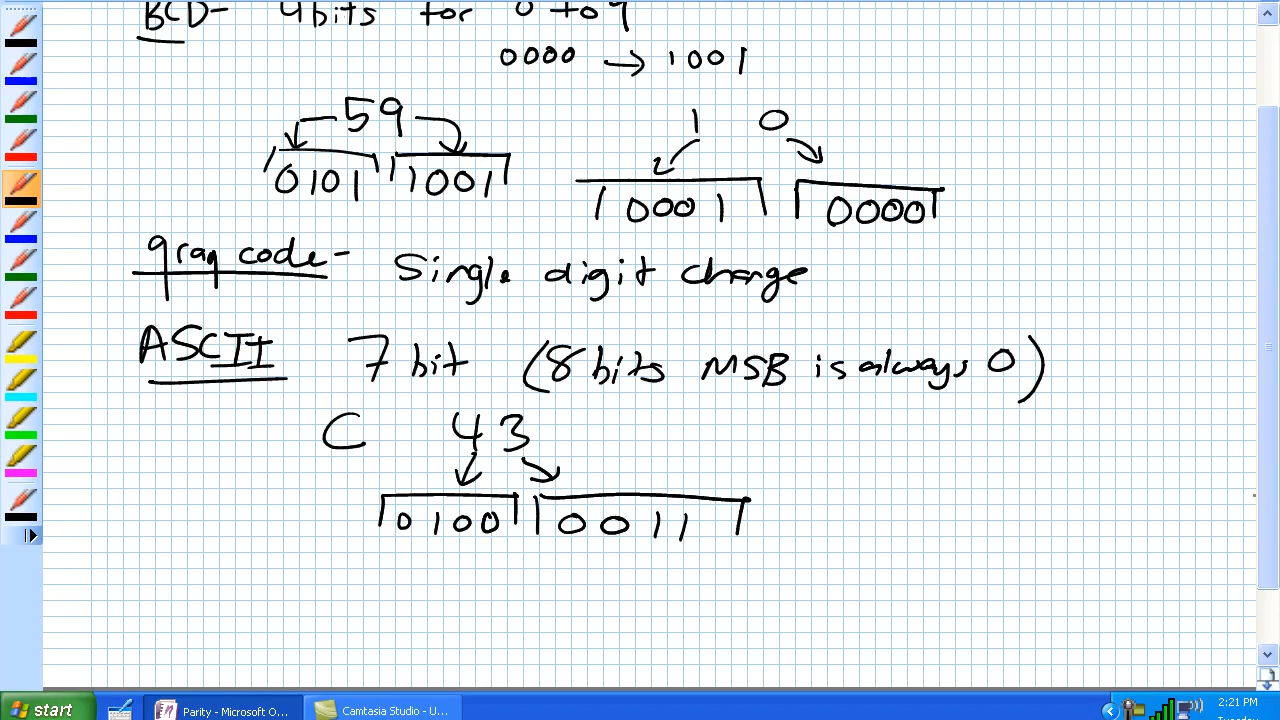 BCD- 4bits for 0 to 9
0000 → 1001
59 1 0
0101 1001 0001 0000
gray code- Single digit change
ASCII 7 bit (8 bits MSB is always 0)
C 43
0100 0011
start Parity - Microsoft O... Camtasia Studio - U... 2:21 PM
Tuesday